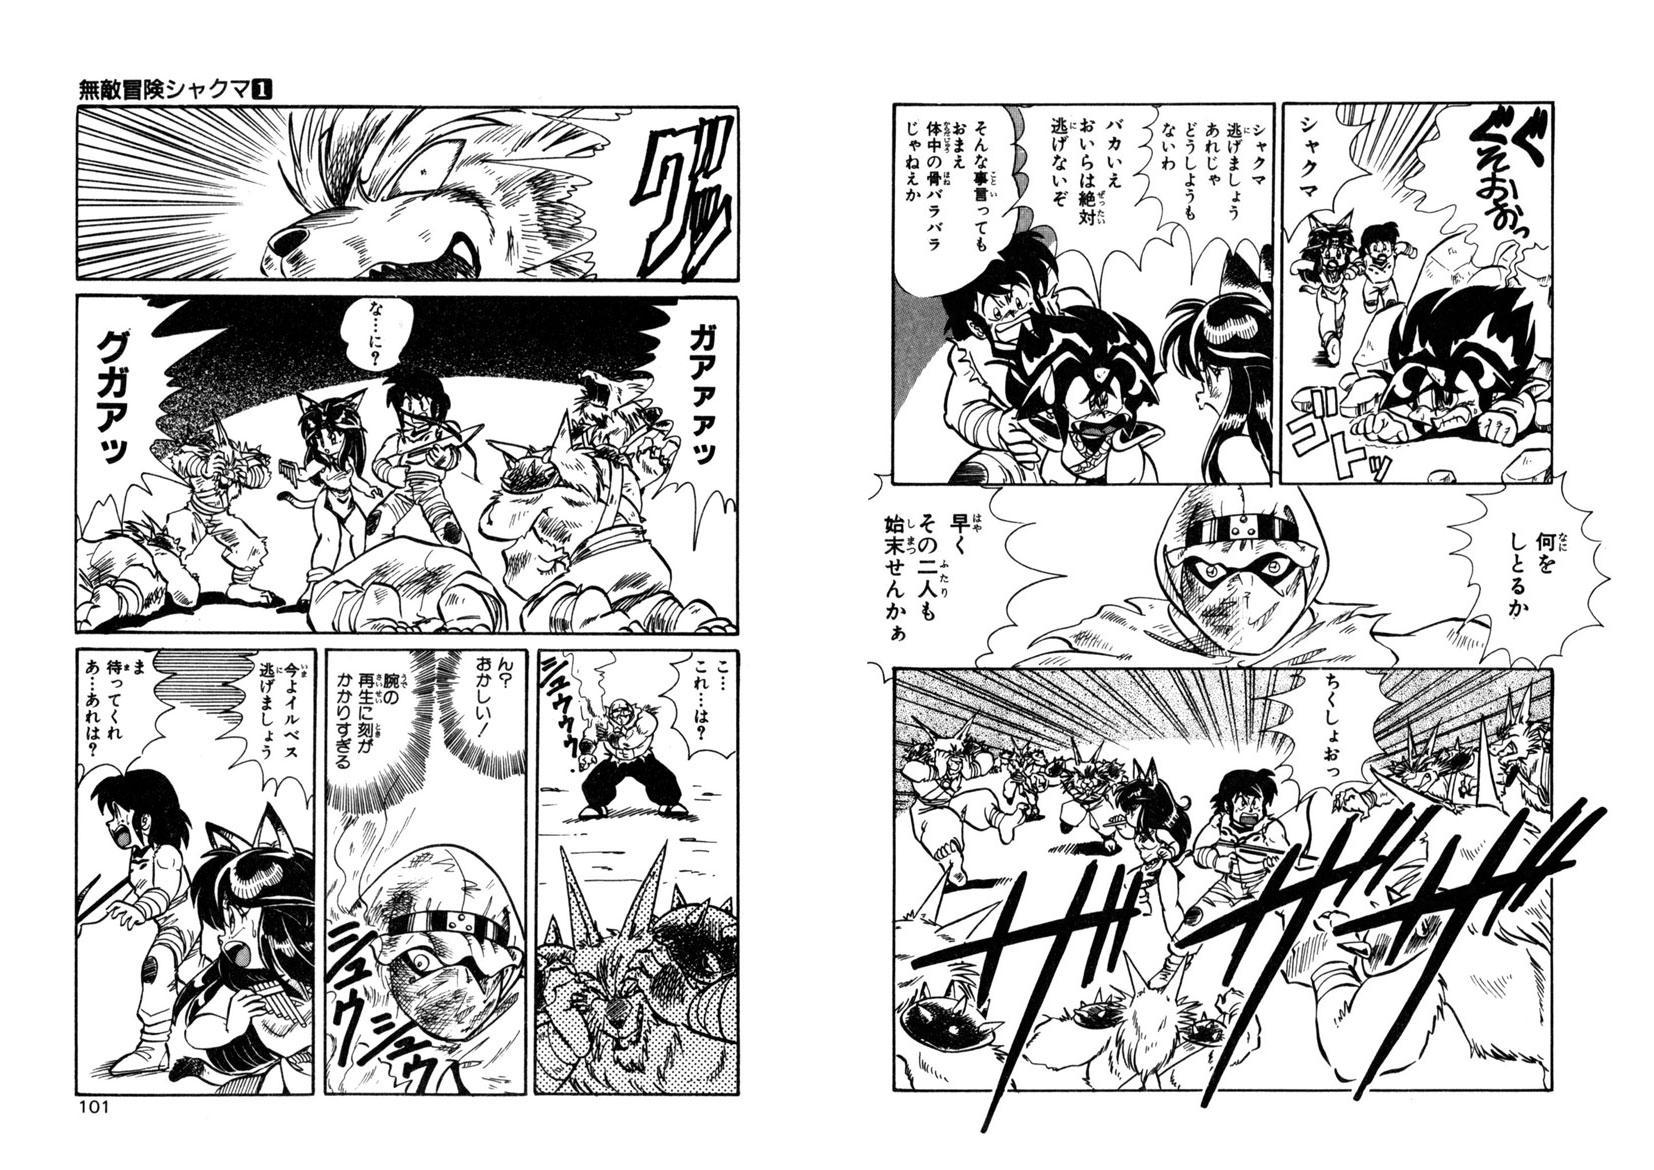 ぐ
ぐそおおおっ
シャクマ
ゴトッ
シャクマ
逃げましょう
あれじゃ
どうしようも
ないわ
バカいえ
おいらは絶対
逃げないぞ
そんな事言っても
おまえ
体中の骨バラバラ
じゃねえか
何を
しとるか
早く
その二人も
始末せんかぁ
ちくしょおっ
ザザザ
無敵冒険シャクマ1
グッ
ガアァァッ
な…に?
グガアッ
こ…
これ…は?
シュウウウ
ん?
おかしい!
腕の
再生に刻が
かかりすぎる
シュウ
シュウ
今よイルベス
逃げましょう
ま
待ってくれ
あ…あれは?
101